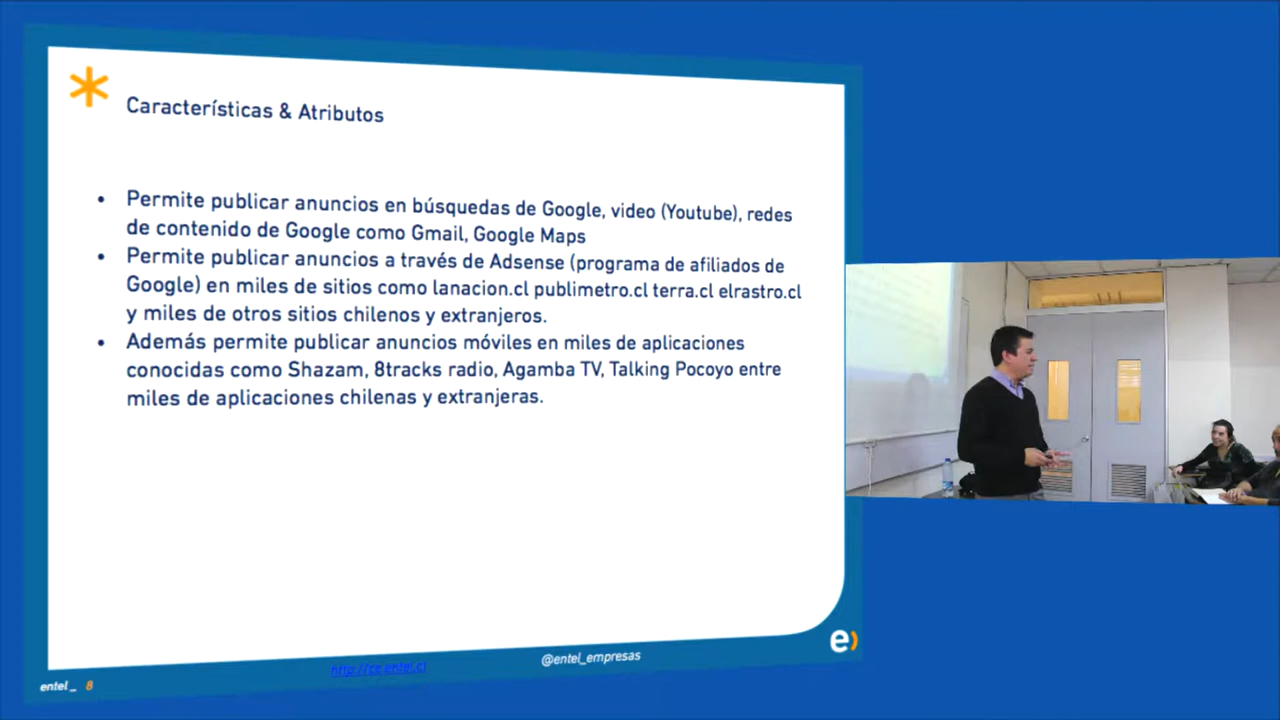 Características & Atributos
• Permite publicar anuncios en búsquedas de Google, video (Youtube), redes
de contenido de Google como Gmail, Google Maps
• Permite publicar anuncios a través de Adsense (programa de afiliados de
Google) en miles de sitios como lanacion.cl publimetro.cl terra.cl elrastro.cl
y miles de otros sitios chilenos y extranjeros.
• Además permite publicar anuncios móviles en miles de aplicaciones
conocidas como Shazam, 8tracks radio, Agamba TV, Talking Pocoyo entre
miles de aplicaciones chilenas y extranjeras.
entel_ 8
http://ce.entel.cl
@entel_empresas
e)